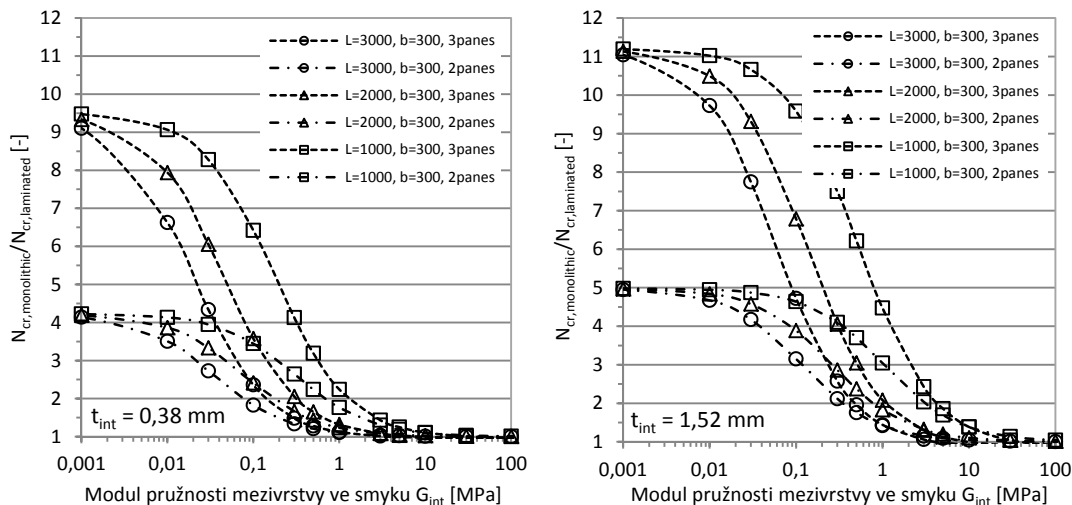 12
11
10
9
8
7
6
5
4
3
2
1
N_cr,monolithic/N_cr,laminated [-]
L=3000, b=300, 3panes
L=3000, b=300, 2panes
L=2000, b=300, 3panes
L=2000, b=300, 2panes
L=1000, b=300, 3panes
L=1000, b=300, 2panes
t_int = 0,38 mm
0,001 0,01 0,1 1 10 100
Modul pružnosti mezivrstvy ve smyku G_int [MPa]
12
11
10
9
8
7
6
5
4
3
2
1
N_cr,monolithic/N_cr,laminated [-]
L=3000, b=300, 3panes
L=3000, b=300, 2panes
L=2000, b=300, 3panes
L=2000, b=300, 2panes
L=1000, b=300, 3panes
L=1000, b=300, 2panes
t_int = 1,52 mm
0,001 0,01 0,1 1 10 100
Modul pružnosti mezivrstvy ve smyku G_int [MPa]